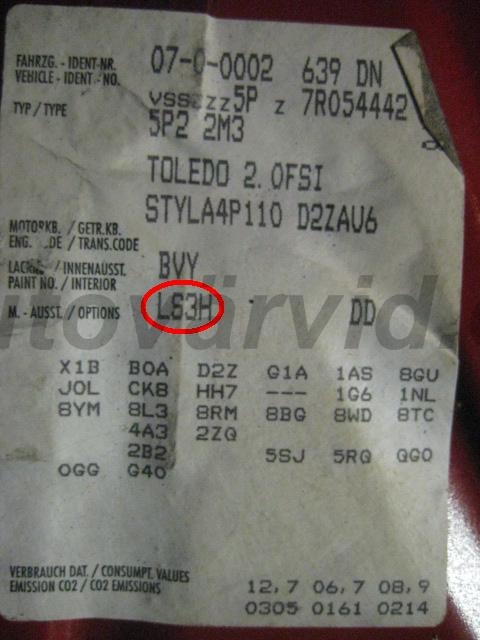 07-0-0002 639 DN
FAHRZG. - IDENT-NR.
VEHICLE - IDENT. - NO.
VSSZZZ5P Z 7R054442
TYP / TYPE
5P2 2M3
TOLEDO 2.0FSI
STYLA4P110 D2ZAU6
MOTORKB. / GETR.KB.
ENG. CODE / TRANS.CODE
BVY
LACKNR. / INNENAUSST.
PAINT NO. / INTERIOR
LS3H - DD
M. - AUSST. / OPTIONS
utovärvid.
X1B B0A D2Z G1A 1AS 8GU
J0L CK8 HH7 --- 1G6 1NL
8YM 8L3 8RM 8BG 8WD 8TC
4A3 2ZQ
2B2 5SJ 5RQ QG0
0GG G40
VERBRAUCH DAT. / CONSUMPT. VALUES
EMISSION CO2 / CO2 EMISSIONS
12,7 06,7 08,9
0305 0161 0214